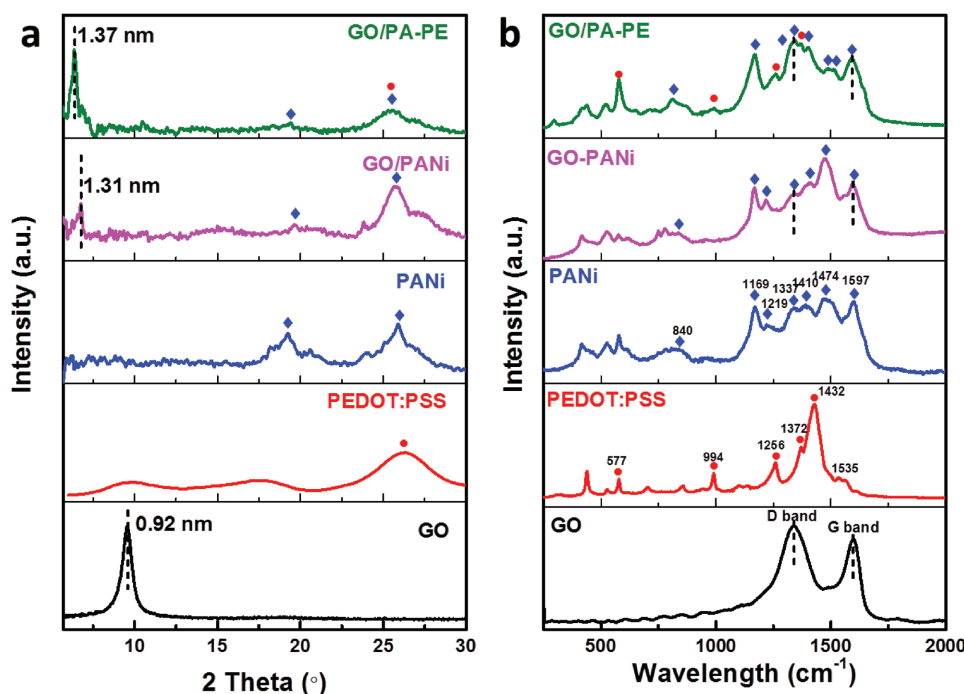 a
1.37 nm
GO/PA-PE
GO/PANi
1.31 nm
PANi
PEDOT:PSS
0.92 nm
GO
Intensity (a.u.)
5
10
15
20
25
30
2 Theta (○)
b
GO/PA-PE
GO-PANi
PANi
1169
1219
1337
1410
1474
1597
840
PEDOT:PSS
1432
1372
1256
994
577
1535
GO
D band
G band
Intensity (a.u.)
500
1000
1500
2000
Wavelength (cm⁻¹)